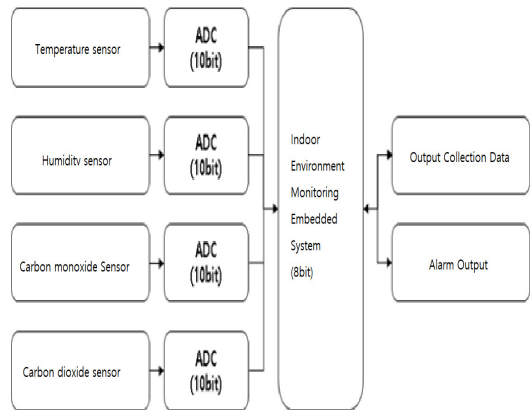 Temperature sensor
ADC
(10bit)
Humiditv sensor
ADC
(10bit)
Carbon monoxide Sensor
ADC
(10bit)
Carbon dioxide sensor
ADC
(10bit)
Indoor
Environment
Monitoring
Embedded
System
(8bit)
Output Collection Data
Alarm Output